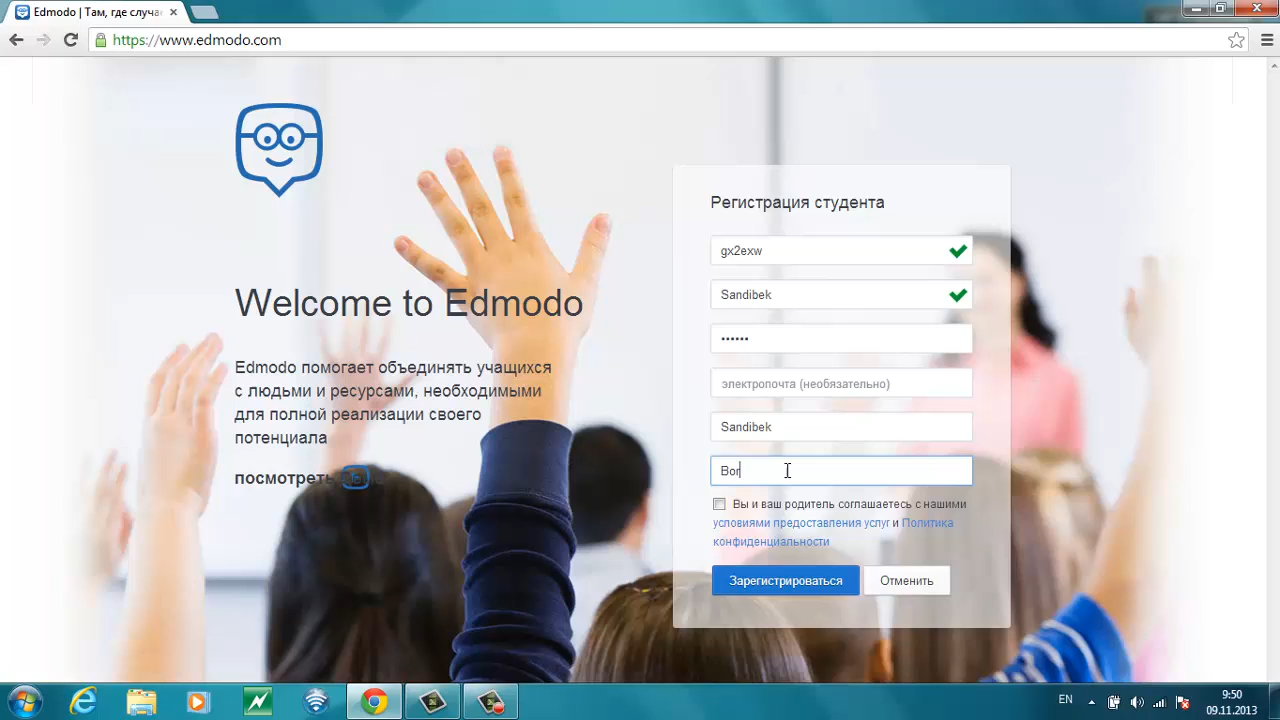 Edmodo | Там, где случа
https://www.edmodo.com
Регистрация студента
gx2exw
Sandibek
••••••
электропочта (необязательно)
Sandibek
Bor
Вы и ваш родитель соглашаетесь с нашими
условиями предоставления услуг и Политика
конфиденциальности
Зарегистрироваться
Отменить
Welcome to Edmodo
Edmodo помогает объединять учащихся
с людьми и ресурсами, необходимыми
для полной реализации своего
потенциала
посмотреть
EN
9:50
09.11.2013